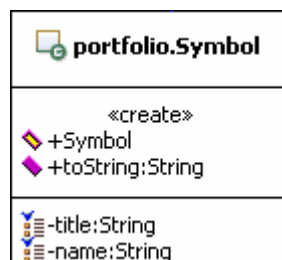 portfolio.Symbol
«create»
+Symbol
+toString:String
-title:String
-name:String